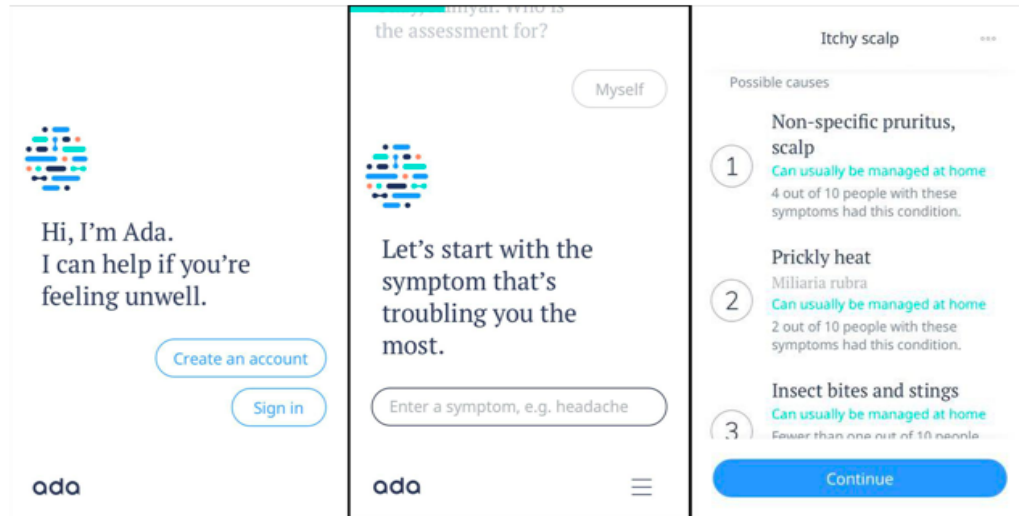 Hi, I'm Ada.
I can help if you're
feeling unwell.
Create an account
Sign in
ada
Who is
the assessment for?
Myself
Let's start with the
symptom that's
troubling you the
most.
Enter a symptom, e.g. headache
ada
Itchy scalp
Possible causes
1
Non-specific pruritus,
scalp
Can usually be managed at home
4 out of 10 people with these
symptoms had this condition.
2
Prickly heat
Miliaria rubra
Can usually be managed at home
2 out of 10 people with these
symptoms had this condition.
3
Insect bites and stings
Can usually be managed at home
Fewer than one out of 10 people
Continue